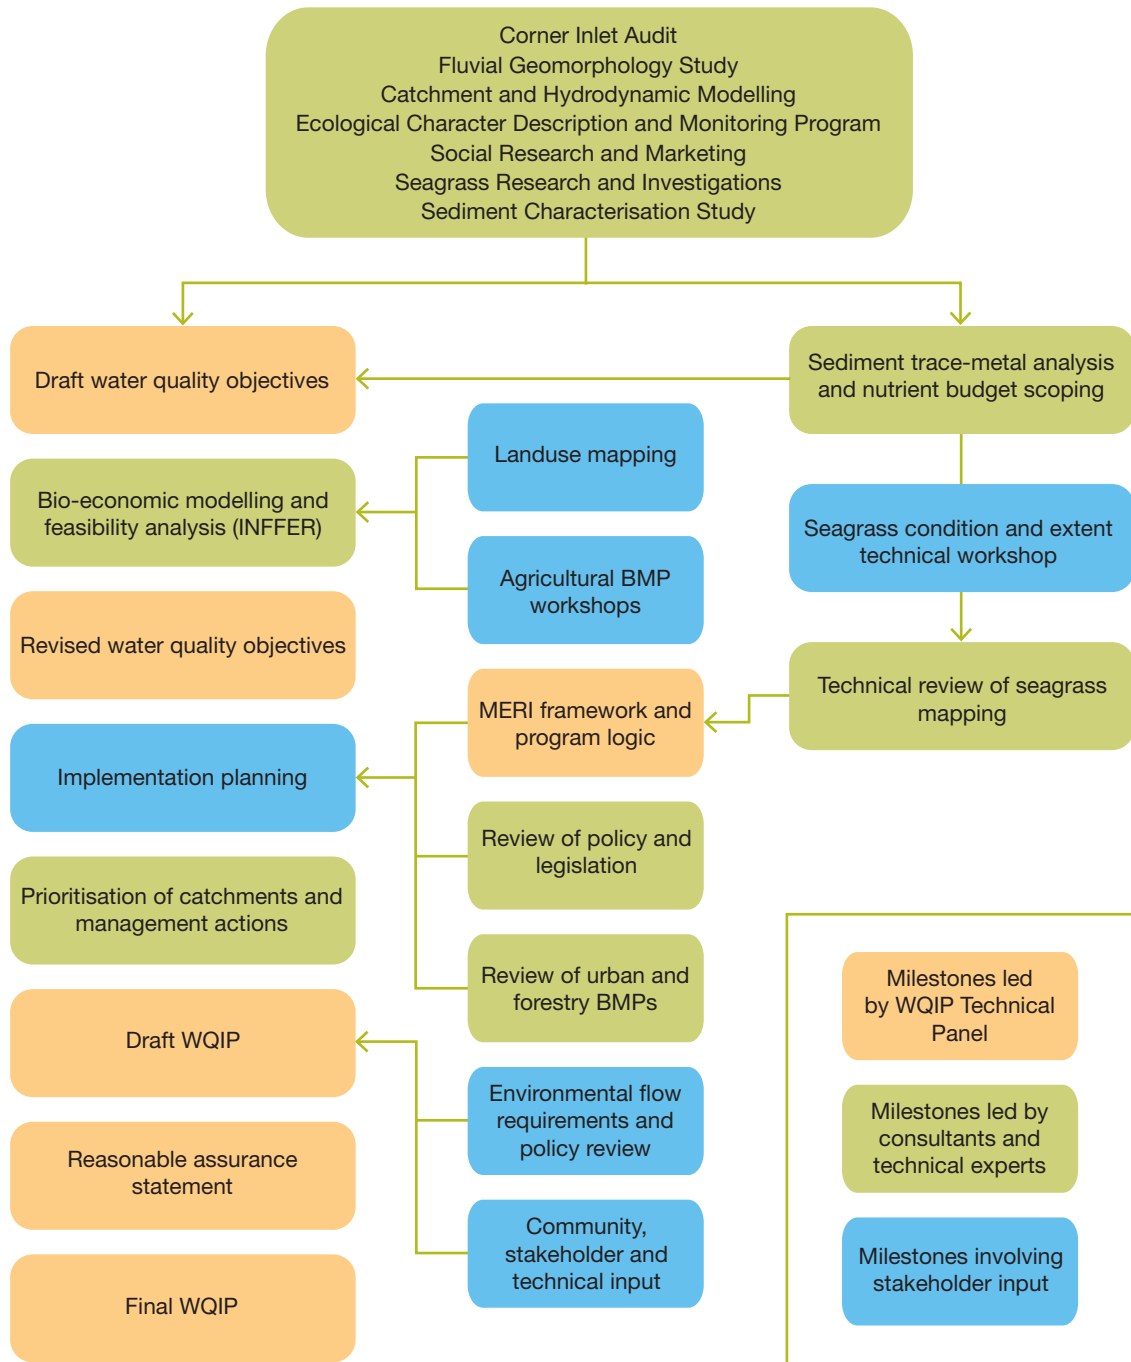 Corner Inlet Audit
Fluvial Geomorphology Study
Catchment and Hydrodynamic Modelling
Ecological Character Description and Monitoring Program
Social Research and Marketing
Seagrass Research and Investigations
Sediment Characterisation Study
Draft water quality objectives
Sediment trace-metal analysis
and nutrient budget scoping
Landuse mapping
Bio-economic modelling and
feasibility analysis (INFFER)
Seagrass condition and extent
technical workshop
Agricultural BMP
workshops
Revised water quality objectives
Technical review of seagrass
mapping
MERI framework and
program logic
Implementation planning
Review of policy and
legislation
Prioritisation of catchments and
management actions
Review of urban and
forestry BMPs
Draft WQIP
Environmental flow
requirements and
policy review
Reasonable assurance
statement
Community,
stakeholder and
technical input
Final WQIP
Milestones led
by WQIP Technical
Panel
Milestones led by
consultants and
technical experts
Milestones involving
stakeholder input